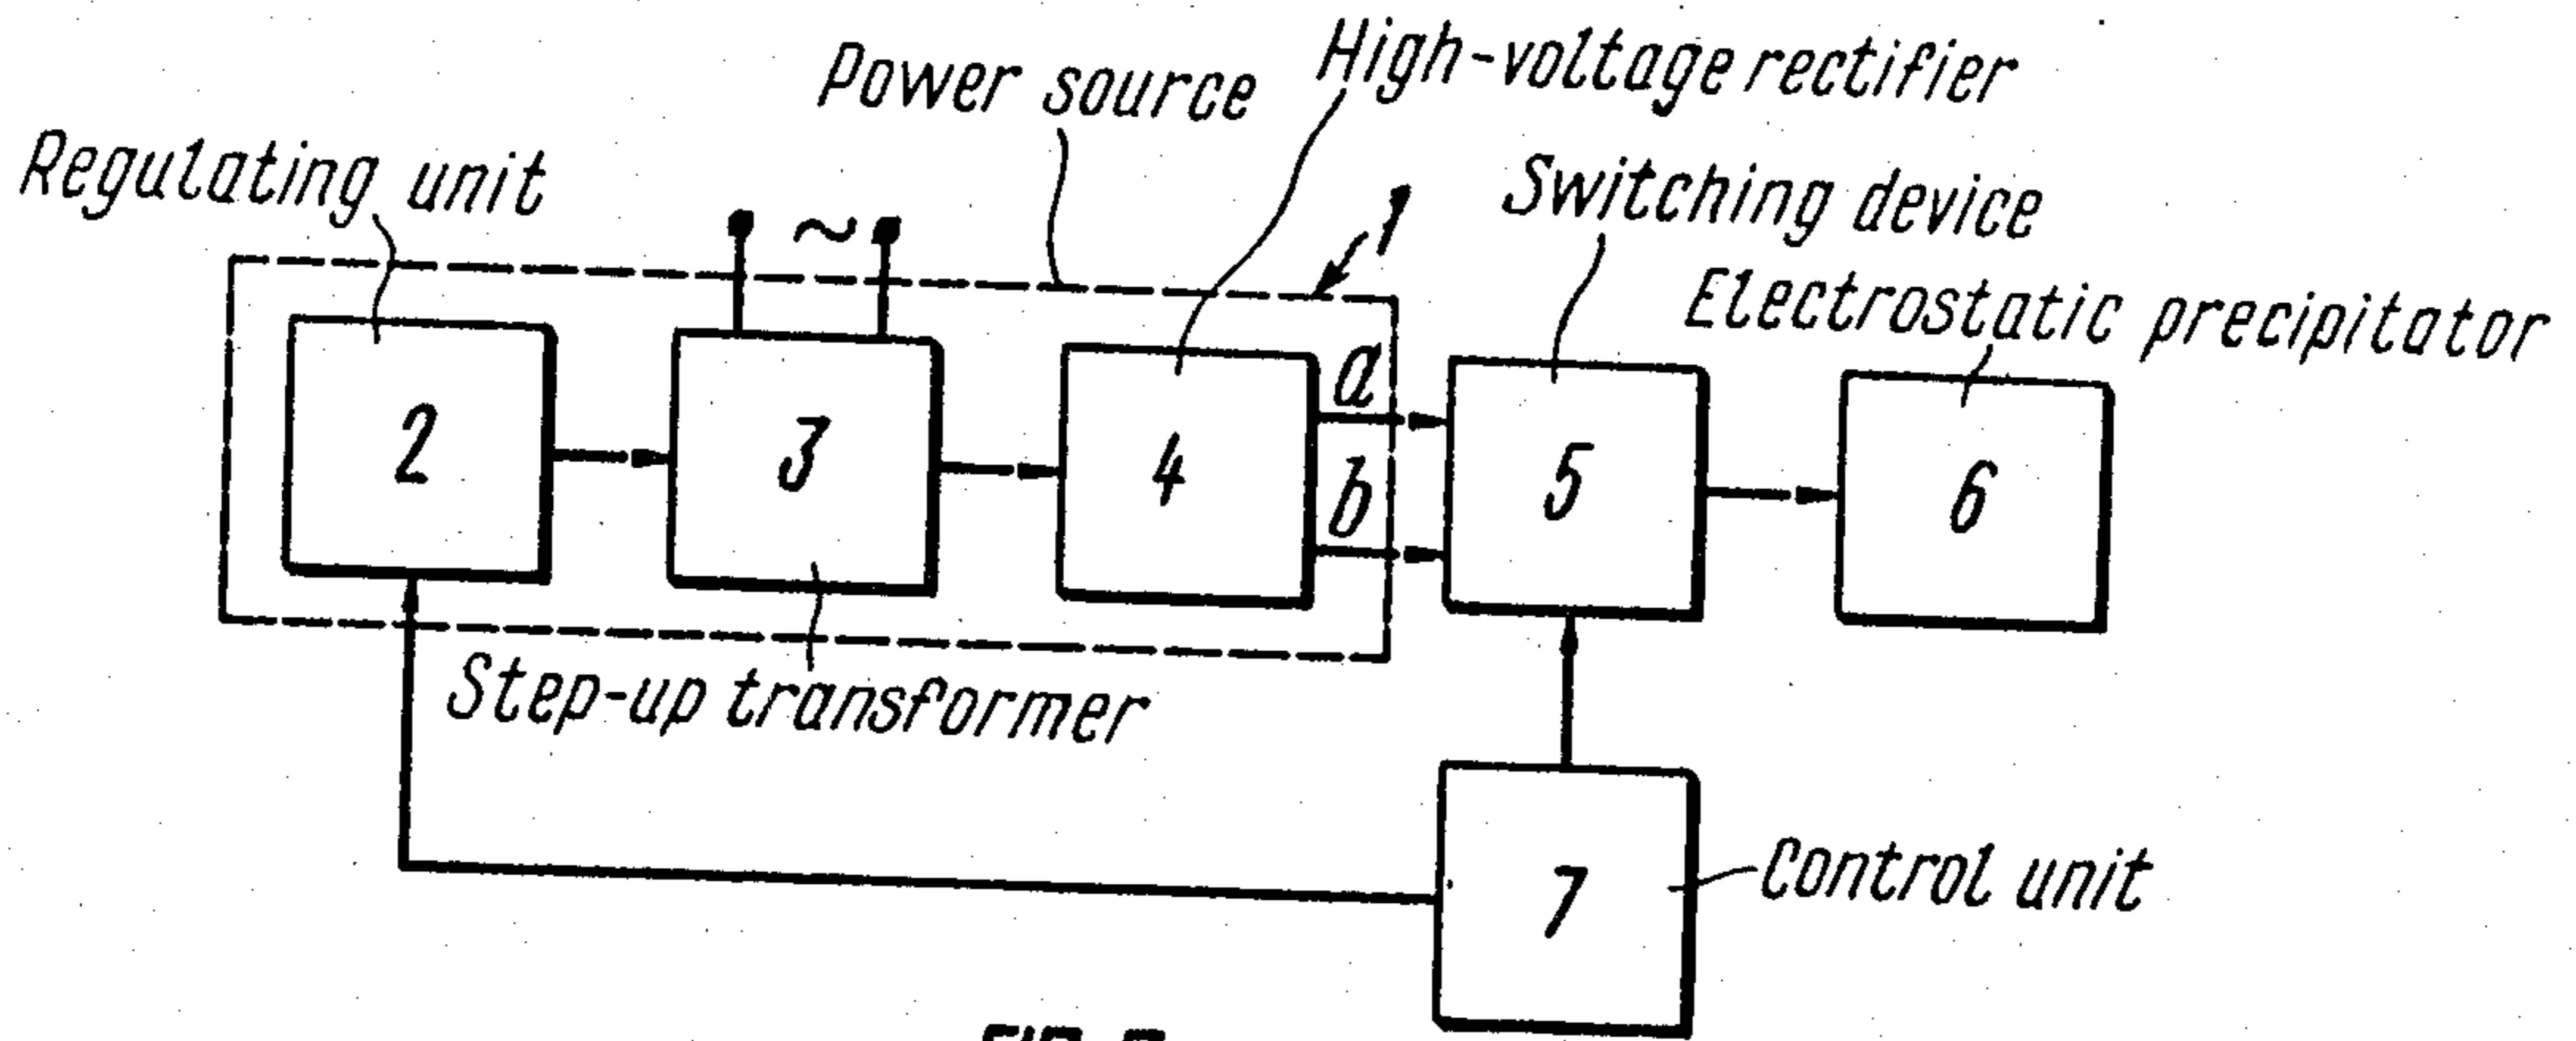 High-voltage rectifier
Power source
Regulating unit
Switching device
~
1
Electrostatic precipitator
a
2
3
4
b
5
6
Step-up transformer
7
Control unit